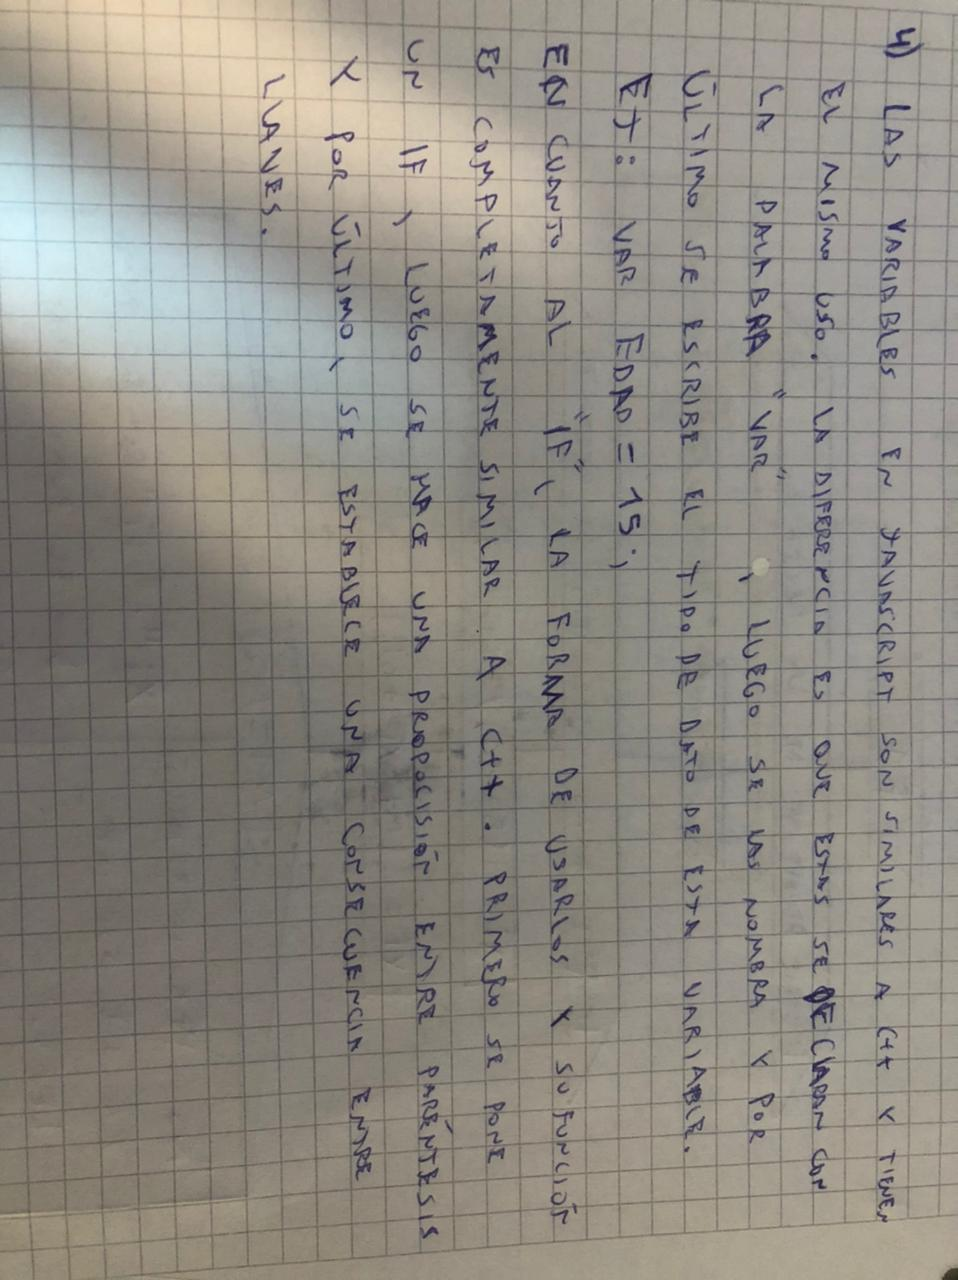 4) LAS VARIABLES EN JAVASCRIPT SON SIMILARES A C++ Y TIENEN
EL MISMO USO. LA DIFERENCIA ES QUE ESTAS SE DECLARAN CON
LA PALABRA "VAR", LUEGO SE LAS NOMBRA Y POR
ÚLTIMO SE ESCRIBE EL TIPO DE DATO DE ESTA VARIABLE.
EJ: VAR EDAD = 15;
EN CUANTO AL "IF", LA FORMA DE USARLOS Y SU FUNCIÓN
ES COMPLETAMENTE SIMILAR A C++. PRIMERO SE PONE
UN IF, LUEGO SE HACE UNA PROPOCISIÓN ENTRE PARÉNTESIS
Y POR ÚLTIMO, SE ESTABLECE UNA CONSECUENCIA ENTRE
LLAVES.